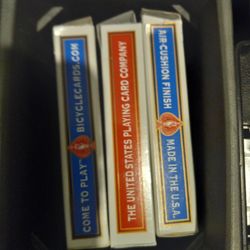 COME TO PLAY BICYCLECARDS.COM
THE UNITED STATES PLAYING CARD COMPANY
AIR-CUSHION FINISH MADE IN THE U.S.A